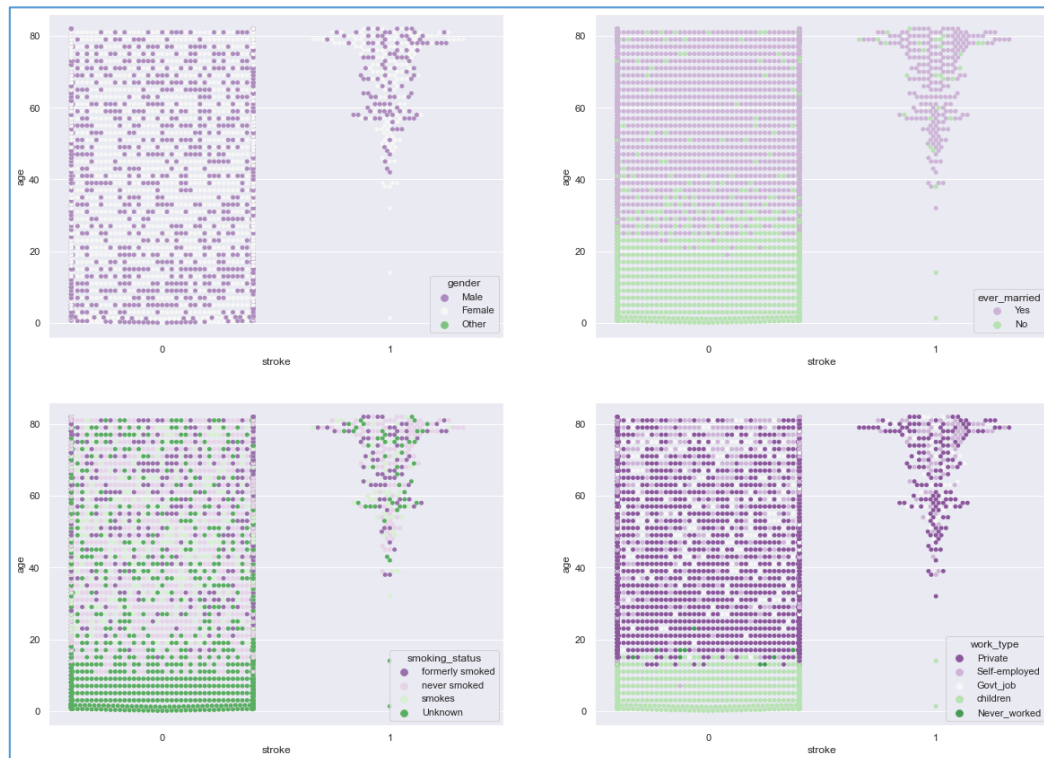 80
60
40
20
0
age
0
1
stroke
gender
Male
Female
Other
80
60
40
20
0
age
0
1
stroke
ever_married
Yes
No
80
60
40
20
0
age
0
1
stroke
smoking_status
formerly smoked
never smoked
smokes
Unknown
80
60
40
20
0
age
0
1
stroke
work_type
Private
Self-employed
Govt_job
children
Never_worked